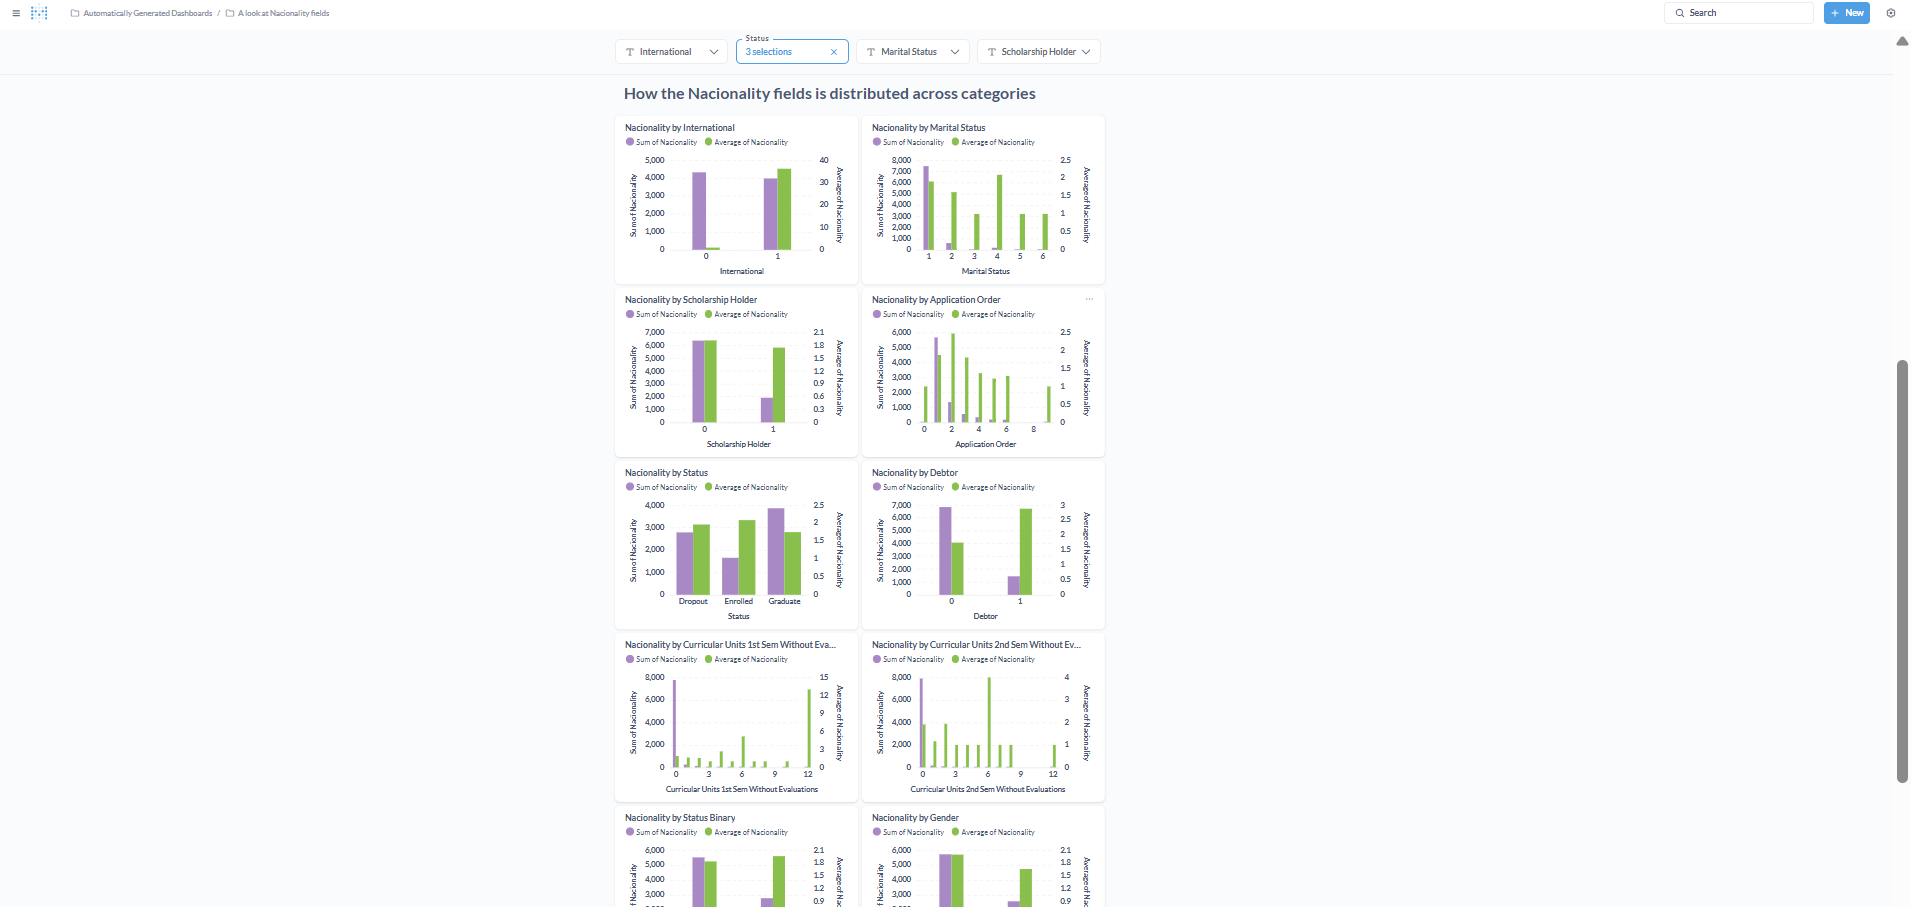 Automatically Generated Dashboards / A look at Nacionality fields
Search
+ New
International
Status
3 selections
Marital Status
Scholarship Holder
How the Nacionality fields is distributed across categories
Nacionality by International
Sum of Nacionality Average of Nacionality
5,000
4,000
3,000
2,000
1,000
0
40
30
20
10
0
Sum of Nacionality
Average of Nacionality
0 1
International
Nacionality by Marital Status
Sum of Nacionality Average of Nacionality
8,000
7,000
6,000
5,000
4,000
3,000
2,000
1,000
0
2.5
2
1.5
1
0.5
0
Sum of Nacionality
Average of Nacionality
1 2 3 4 5 6
Marital Status
Nacionality by Scholarship Holder
Sum of Nacionality Average of Nacionality
7,000
6,000
5,000
4,000
3,000
2,000
1,000
0
2.1
1.8
1.5
1.2
0.9
0.6
0.3
0
Sum of Nacionality
Average of Nacionality
0 1
Scholarship Holder
Nacionality by Application Order
...
Sum of Nacionality Average of Nacionality
6,000
5,000
4,000
3,000
2,000
1,000
0
2.5
2
1.5
1
0.5
0
Sum of Nacionality
Average of Nacionality
0 2 4 6 8
Application Order
Nacionality by Status
Sum of Nacionality Average of Nacionality
4,000
3,000
2,000
1,000
0
2.5
2
1.5
1
0.5
0
Sum of Nacionality
Average of Nacionality
Dropout Enrolled Graduate
Status
Nacionality by Debtor
Sum of Nacionality Average of Nacionality
7,000
6,000
5,000
4,000
3,000
2,000
1,000
0
3
2.5
2
1.5
1
0.5
0
Sum of Nacionality
Average of Nacionality
0 1
Debtor
Nacionality by Curricular Units 1st Sem Without Eva...
Sum of Nacionality Average of Nacionality
8,000
6,000
4,000
2,000
0
15
12
9
6
3
0
Sum of Nacionality
Average of Nacionality
0 3 6 9 12
Curricular Units 1st Sem Without Evaluations
Nacionality by Curricular Units 2nd Sem Without Ev...
Sum of Nacionality Average of Nacionality
8,000
6,000
4,000
2,000
0
4
3
2
1
0
Sum of Nacionality
Average of Nacionality
0 3 6 9 12
Curricular Units 2nd Sem Without Evaluations
Nacionality by Status Binary
Sum of Nacionality Average of Nacionality
6,000
5,000
4,000
3,000
2.1
1.8
1.5
1.2
0.9
Nacionality by Gender
Sum of Nacionality Average of Nacionality
6,000
5,000
4,000
3,000
2.1
1.8
1.5
1.2
0.9